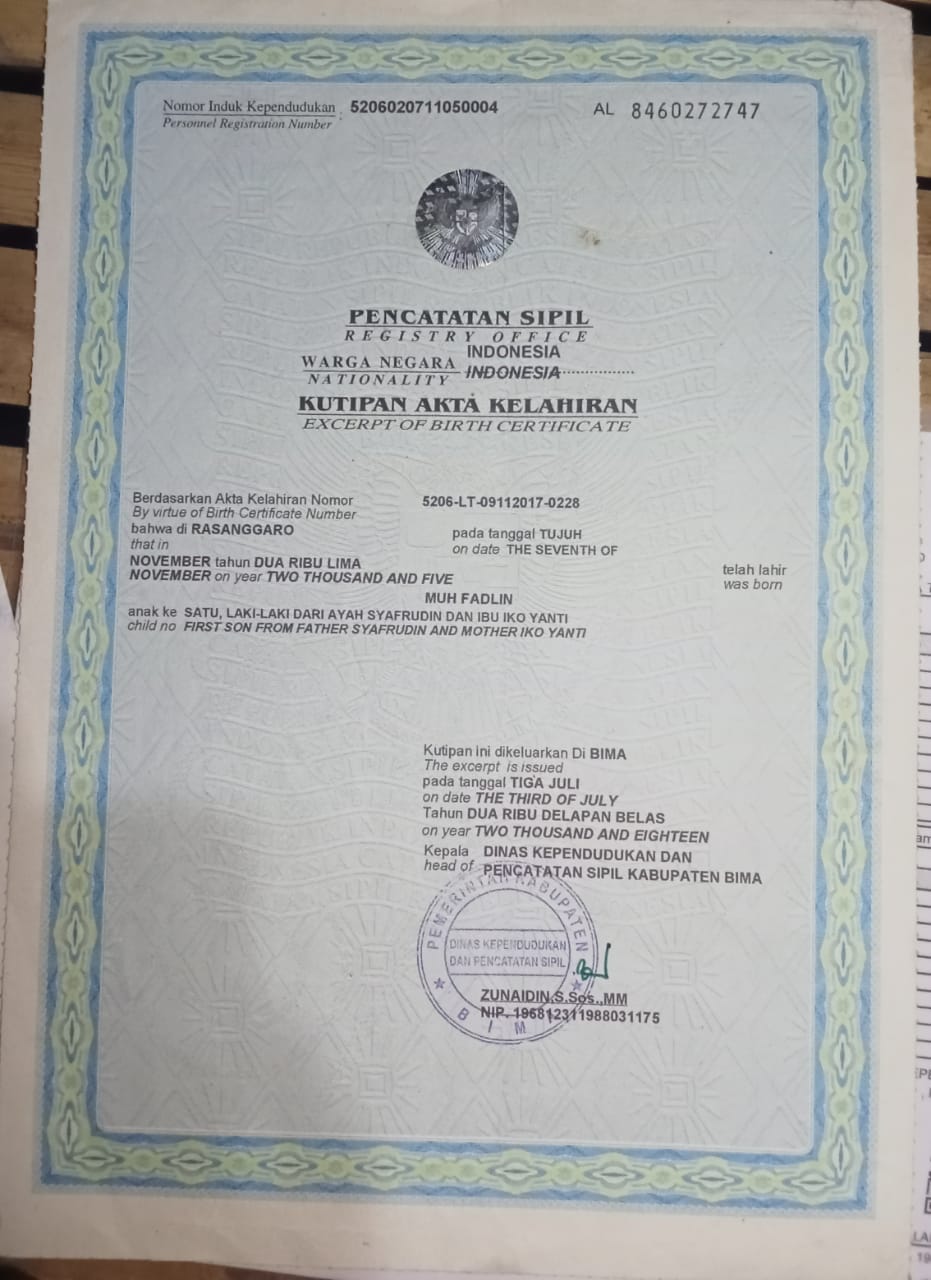 Nomor Induk Kependudukan : 5206020711050004
Personnel Registration Number
AL 8460272747
PENCATATAN SIPIL
REGISTRY OFFICE
INDONESIA
WARGA NEGARA
NATIONALITY INDONESIA
KUTIPAN AKTA KELAHIRAN
EXCERPT OF BIRTH CERTIFICATE
Berdasarkan Akta Kelahiran Nomor 5206-LT-09112017-0228
By virtue of Birth Certificate Number
bahwa di RASANGGARO pada tanggal TUJUH
that in on date THE SEVENTH OF
NOVEMBER tahun DUA RIBU LIMA telah lahir
NOVEMBER on year TWO THOUSAND AND FIVE was born
MUH FADLIN
anak ke SATU, LAKI-LAKI DARI AYAH SYAFRUDIN DAN IBU IKO YANTI
child no FIRST SON FROM FATHER SYAFRUDIN AND MOTHER IKO YANTI
Kutipan ini dikeluarkan Di BIMA
The excerpt is issued
pada tanggal TIGA JULI
on date THE THIRD OF JULY
Tahun DUA RIBU DELAPAN BELAS
on year TWO THOUSAND AND EIGHTEEN
Kepala DINAS KEPENDUDUKAN DAN
head of PENCATATAN SIPIL KABUPATEN BIMA
PEMERINTAH KABUPATEN
DINAS KEPENDUDUKAN
DAN PENCATATAN SIPIL
BIM
ZUNAIDIN,S.Sos.,MM
NIP. 196812311988031175